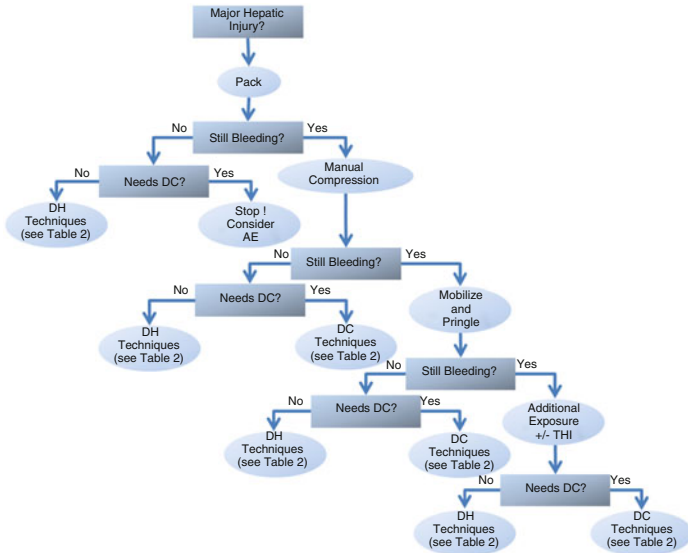 Major Hepatic
Injury?
Pack
No
Still Bleeding?
Yes
No
Needs DC?
Yes
Manual
Compression
DH
Techniques
(see Table 2)
Stop !
Consider
AE
No
Still Bleeding?
Yes
No
Needs DC?
Yes
Mobilize
and
Pringle
DH
Techniques
(see Table 2)
DC
Techniques
(see Table 2)
No
Still Bleeding?
Yes
No
Needs DC?
Yes
Additional
Exposure
+/- THI
DH
Techniques
(see Table 2)
DC
Techniques
(see Table 2)
No
Needs DC?
Yes
DH
Techniques
(see Table 2)
DC
Techniques
(see Table 2)